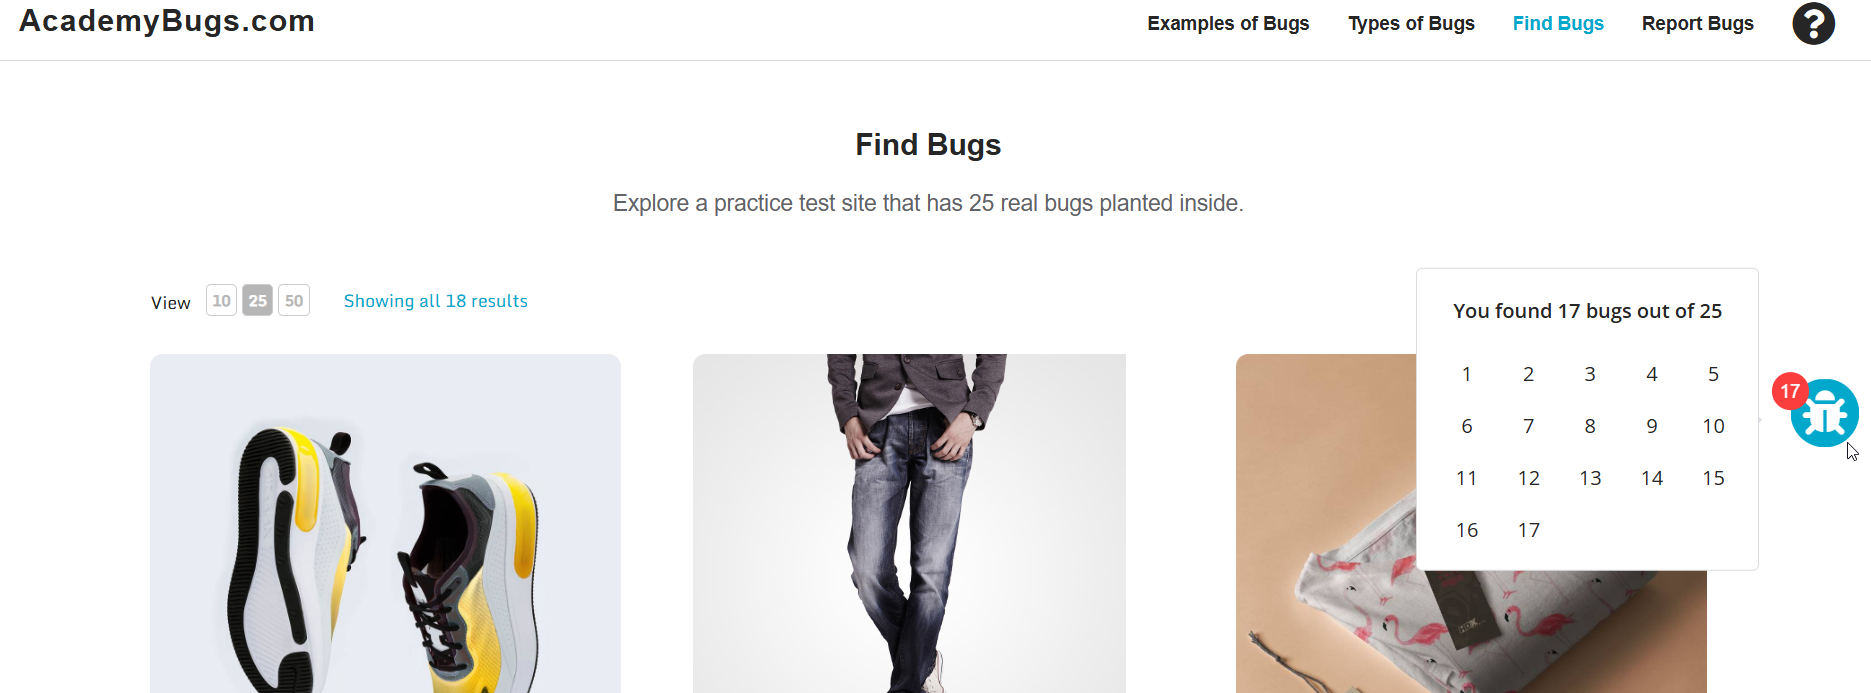 AcademyBugs.com
Examples of Bugs
Types of Bugs
Find Bugs
Report Bugs
?
Find Bugs
Explore a practice test site that has 25 real bugs planted inside.
View 10 25 50 Showing all 18 results
You found 17 bugs out of 25
1 2 3 4 5
6 7 8 9 10
11 12 13 14 15
16 17
17